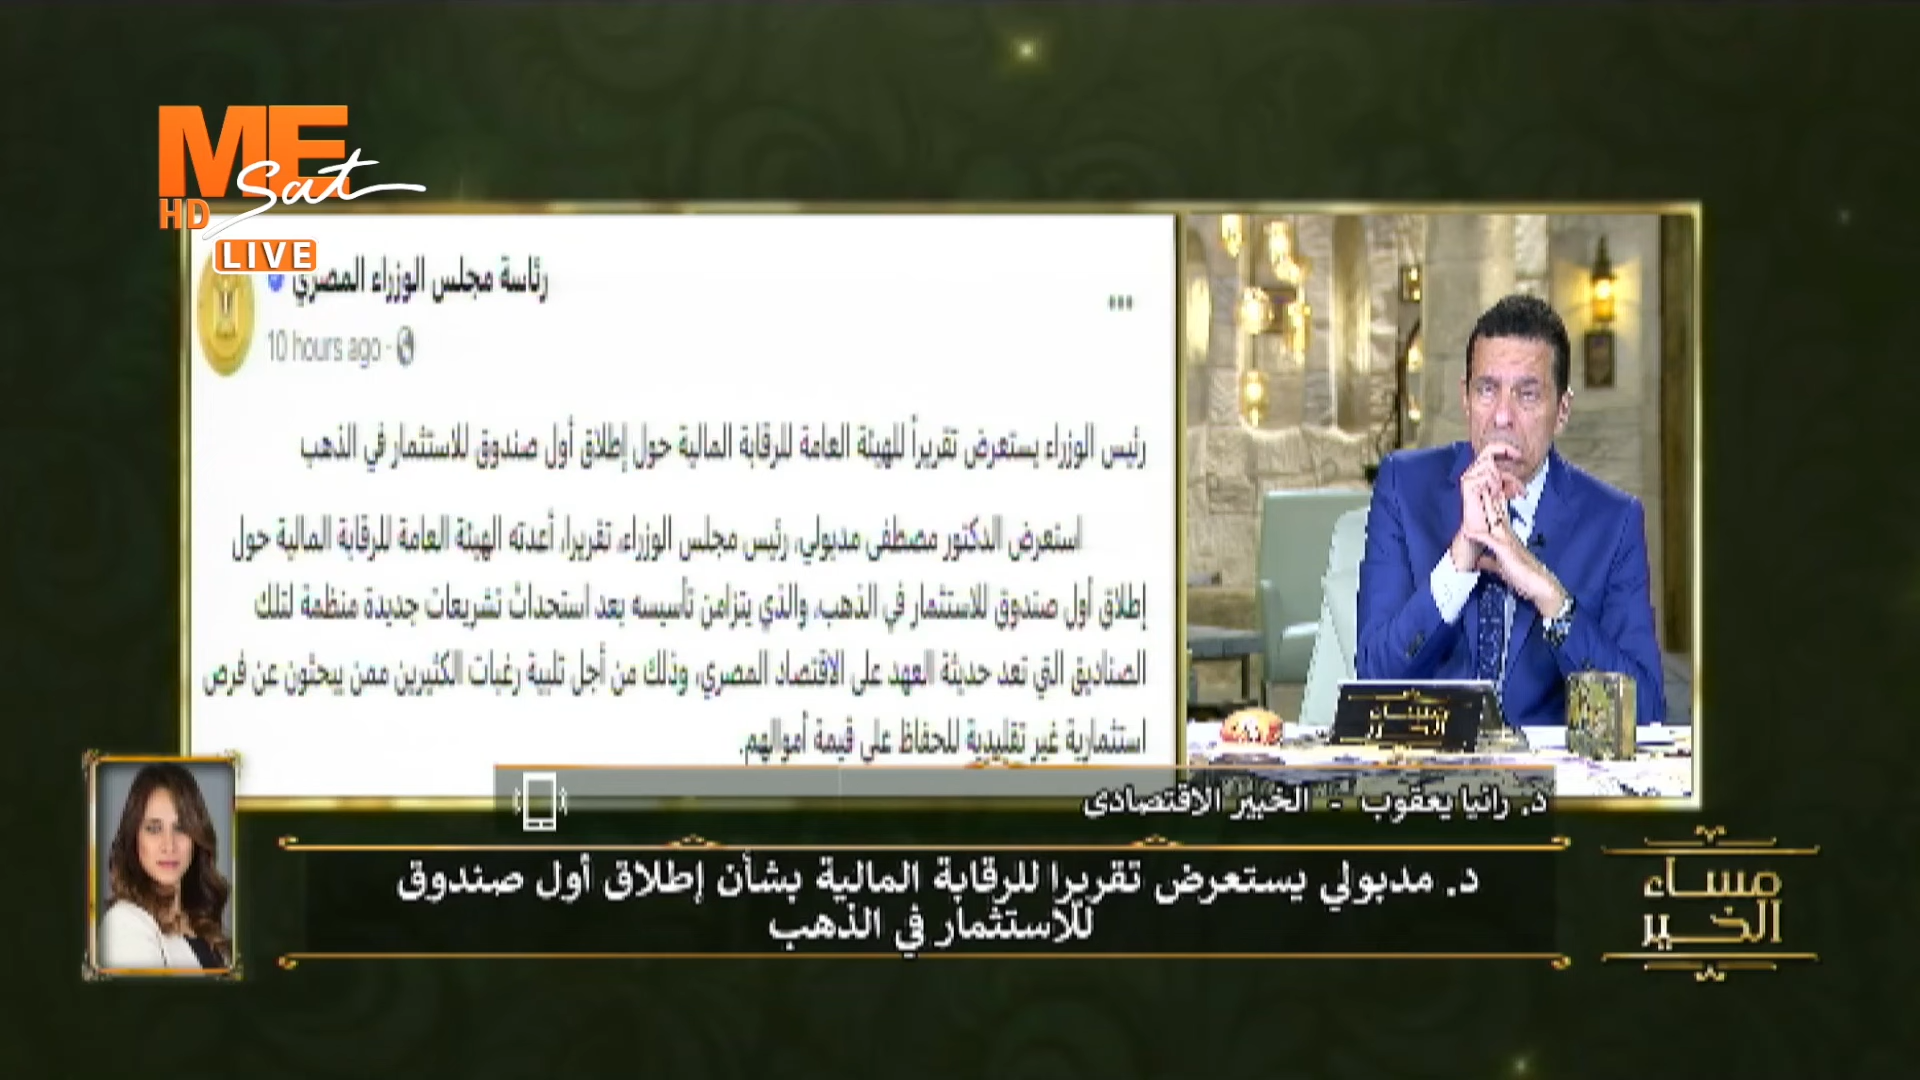 ME
Sat
HD
LIVE
رئاسة مجلس الوزراء المصري
10 hours ago ·
رئيس الوزراء يستعرض تقريراً للهيئة العامة للرقابة المالية حول إطلاق أول صندوق للاستثمار في الذهب
استعرض الدكتور مصطفى مدبولي، رئيس مجلس الوزراء، تقريرا، أعدته الهيئة العامة للرقابة المالية حول
إطلاق أول صندوق للاستثمار في الذهب، والذي يتزامن تأسيسه بعد استحداث تشريعات جديدة منظمة لتلك
الصناديق التي تعد حديثة العهد على الاقتصاد المصري، وذلك من أجل تلبية رغبات الكثيرين ممن يبحثون عن فرص
استثمارية غير تقليدية للحفاظ على قيمة أموالهم.
مساء
الخير
د. رانيا يعقوب - الخبير الاقتصادى
د. مدبولي يستعرض تقريرا للرقابة المالية بشأن إطلاق أول صندوق
للاستثمار في الذهب
مساء
الخير